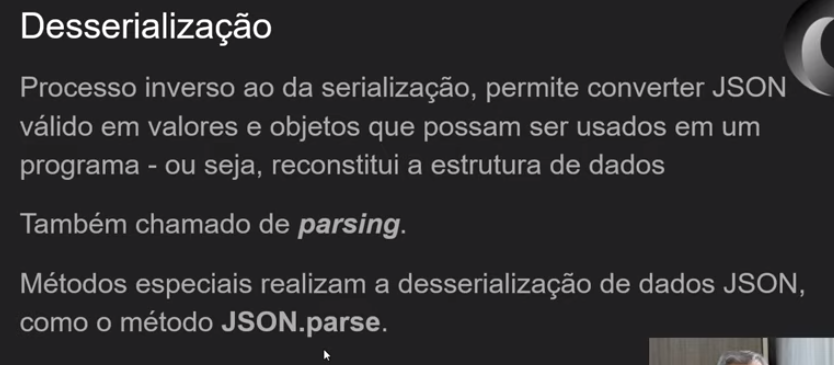 Desserialização
Processo inverso ao da serialização, permite converter JSON
válido em valores e objetos que possam ser usados em um
programa - ou seja, reconstitui a estrutura de dados
Também chamado de parsing.
Métodos especiais realizam a desserialização de dados JSON,
como o método JSON.parse.